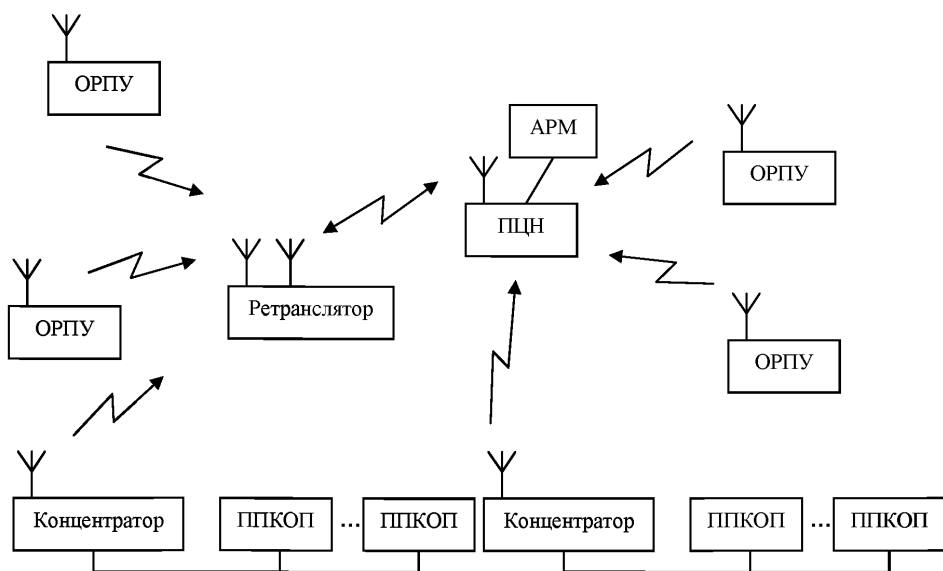 ОРПУ
АРМ
ОРПУ
ПЦН
ОРПУ
Ретранслятор
ОРПУ
Концентратор
ППКОП ... ППКОП
Концентратор
ППКОП ... ППКОП